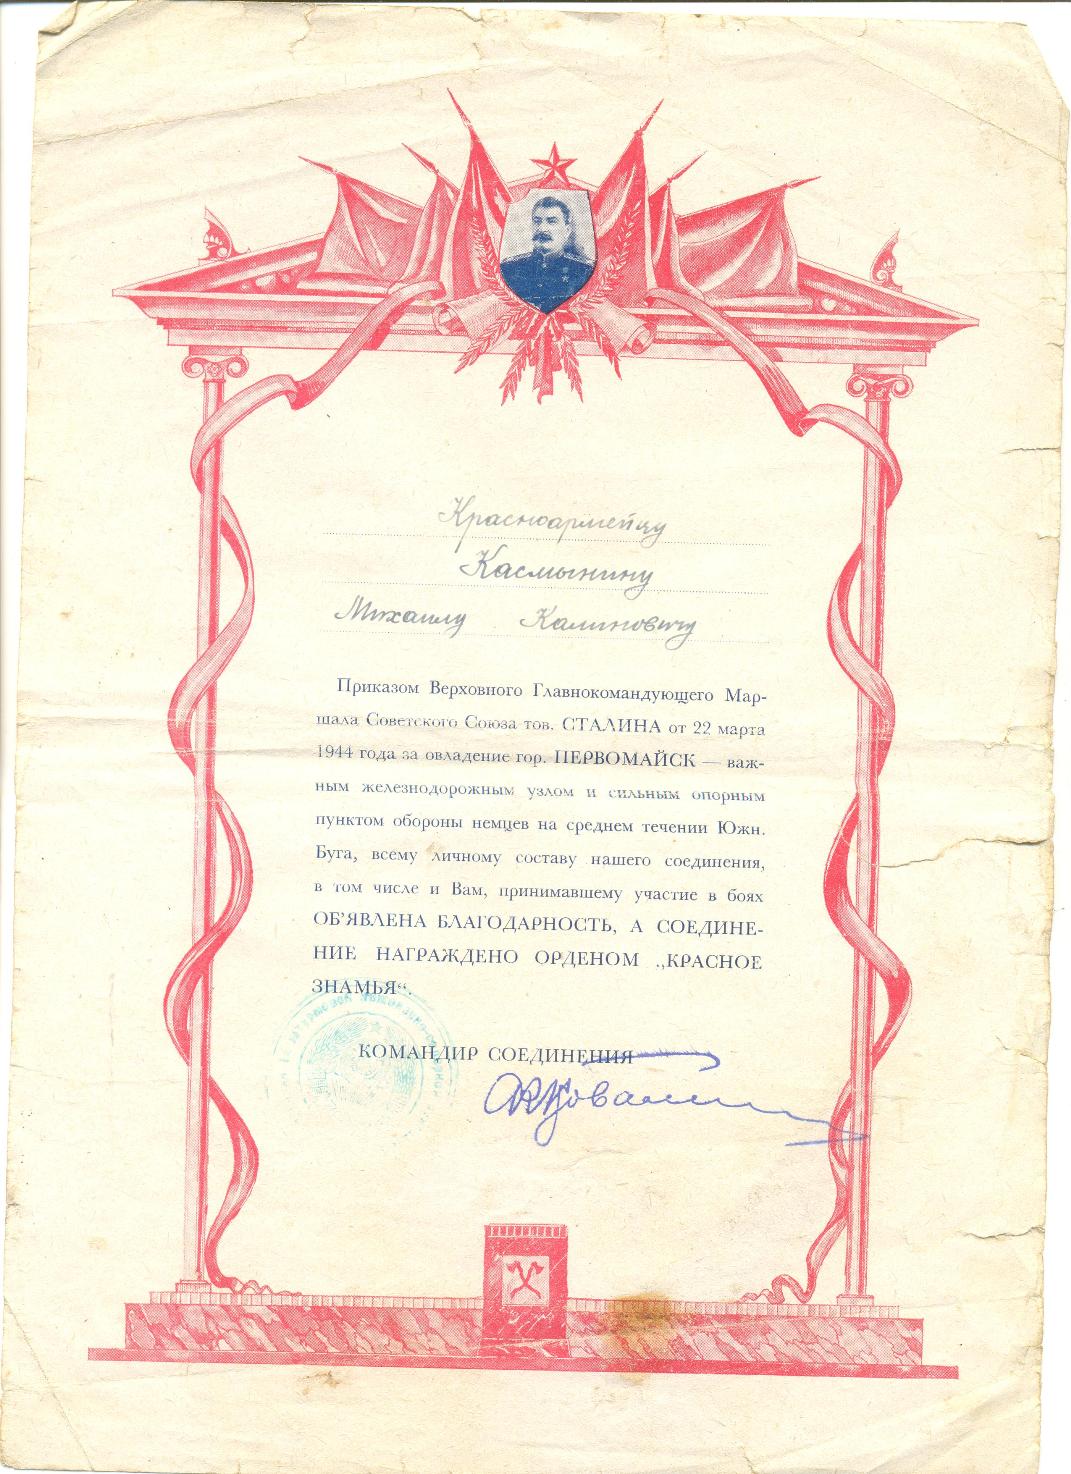 Красноармейцу
Касмынину
Михаилу Калиновичу
Приказом Верховного Главнокомандующего Мар-
шала Советского Союза тов. СТАЛИНА от 22 марта
1944 года за овладение гор. ПЕРВОМАЙСК — важ-
ным железнодорожным узлом и сильным опорным
пунктом обороны немцев на среднем течении Южн.
Буга, всему личному составу нашего соединения,
в том числе и Вам, принимавшему участие в боях
ОБ'ЯВЛЕНА БЛАГОДАРНОСТЬ, А СОЕДИНЕ-
НИЕ НАГРАЖДЕНО ОРДЕНОМ „КРАСНОЕ
ЗНАМЬЯ“.
КОМАНДИР СОЕДИНЕНИЯ